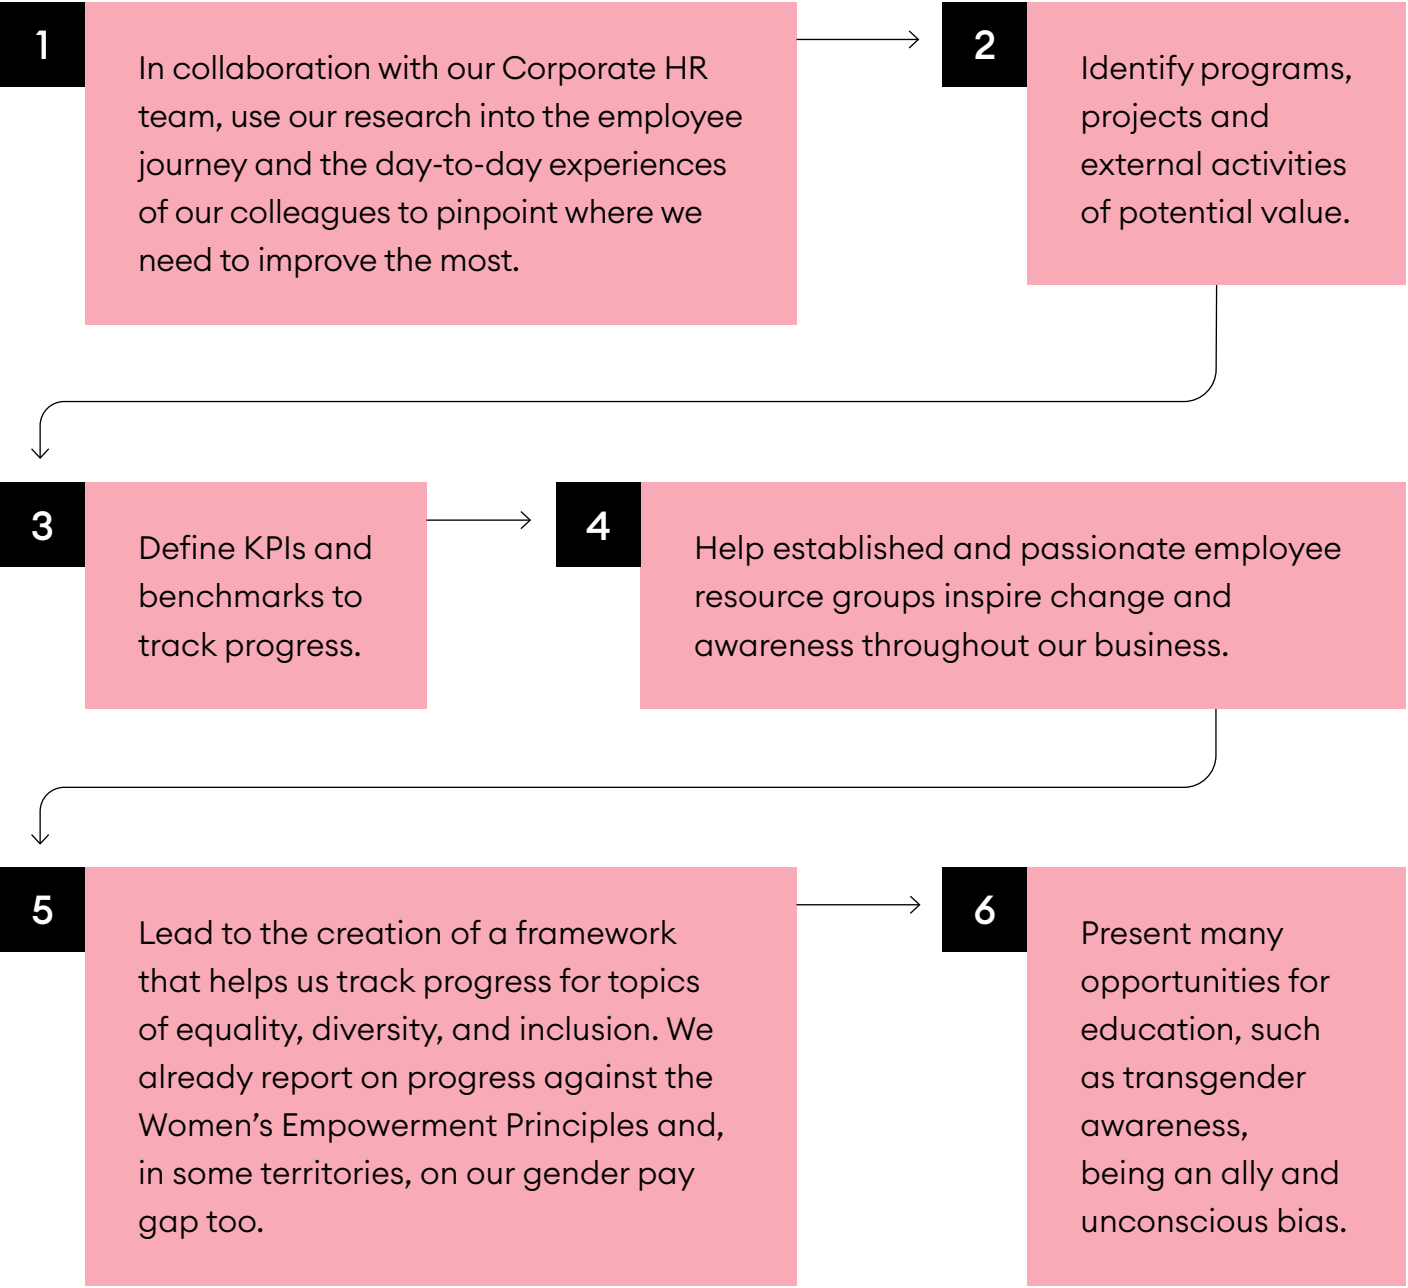 1
In collaboration with our Corporate HR
team, use our research into the employee
journey and the day-to-day experiences
of our colleagues to pinpoint where we
need to improve the most.
2
Identify programs,
projects and
external activities
of potential value.
3
Define KPIs and
benchmarks to
track progress.
4
Help established and passionate employee
resource groups inspire change and
awareness throughout our business.
5
Lead to the creation of a framework
that helps us track progress for topics
of equality, diversity, and inclusion. We
already report on progress against the
Women’s Empowerment Principles and,
in some territories, on our gender pay
gap too.
6
Present many
opportunities for
education, such
as transgender
awareness,
being an ally and
unconscious bias.